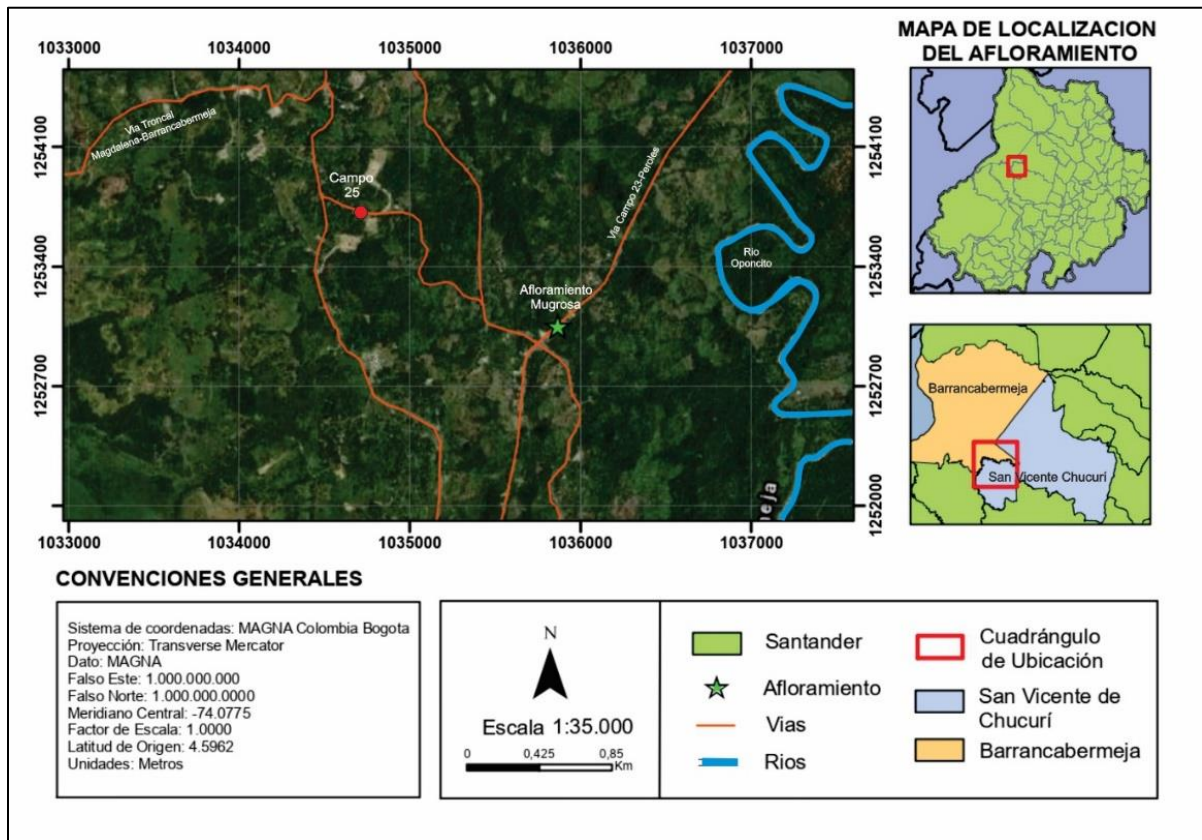 MAPA DE LOCALIZACION
DEL AFLORAMIENTO
1033000 1034000 1035000 1036000 1037000
1254100
1253400
1252700
1252000
Via Troncal
Magdalena-Barrancabermeja
Campo
25
Via Campo 23-Peroles
Rio
Oponcito
Afloramiento
Mugrosa
neja
1254100
1253400
1252700
1252000
1033000 1034000 1035000 1036000 1037000
Barrancabermeja
San Vicente Chucurí
CONVENCIONES GENERALES
Sistema de coordenadas: MAGNA Colombia Bogota
Proyección: Transverse Mercator
Dato: MAGNA
Falso Este: 1.000.000.000
Falso Norte: 1.000.000.0000
Meridiano Central: -74.0775
Factor de Escala: 1.0000
Latitud de Origen: 4.5962
Unidades: Metros
N
Escala 1:35.000
0 0,425 0,85
Km
Santander
Afloramiento
Vias
Rios
Cuadrángulo
de Ubicación
San Vicente de
Chucurí
Barrancabermeja